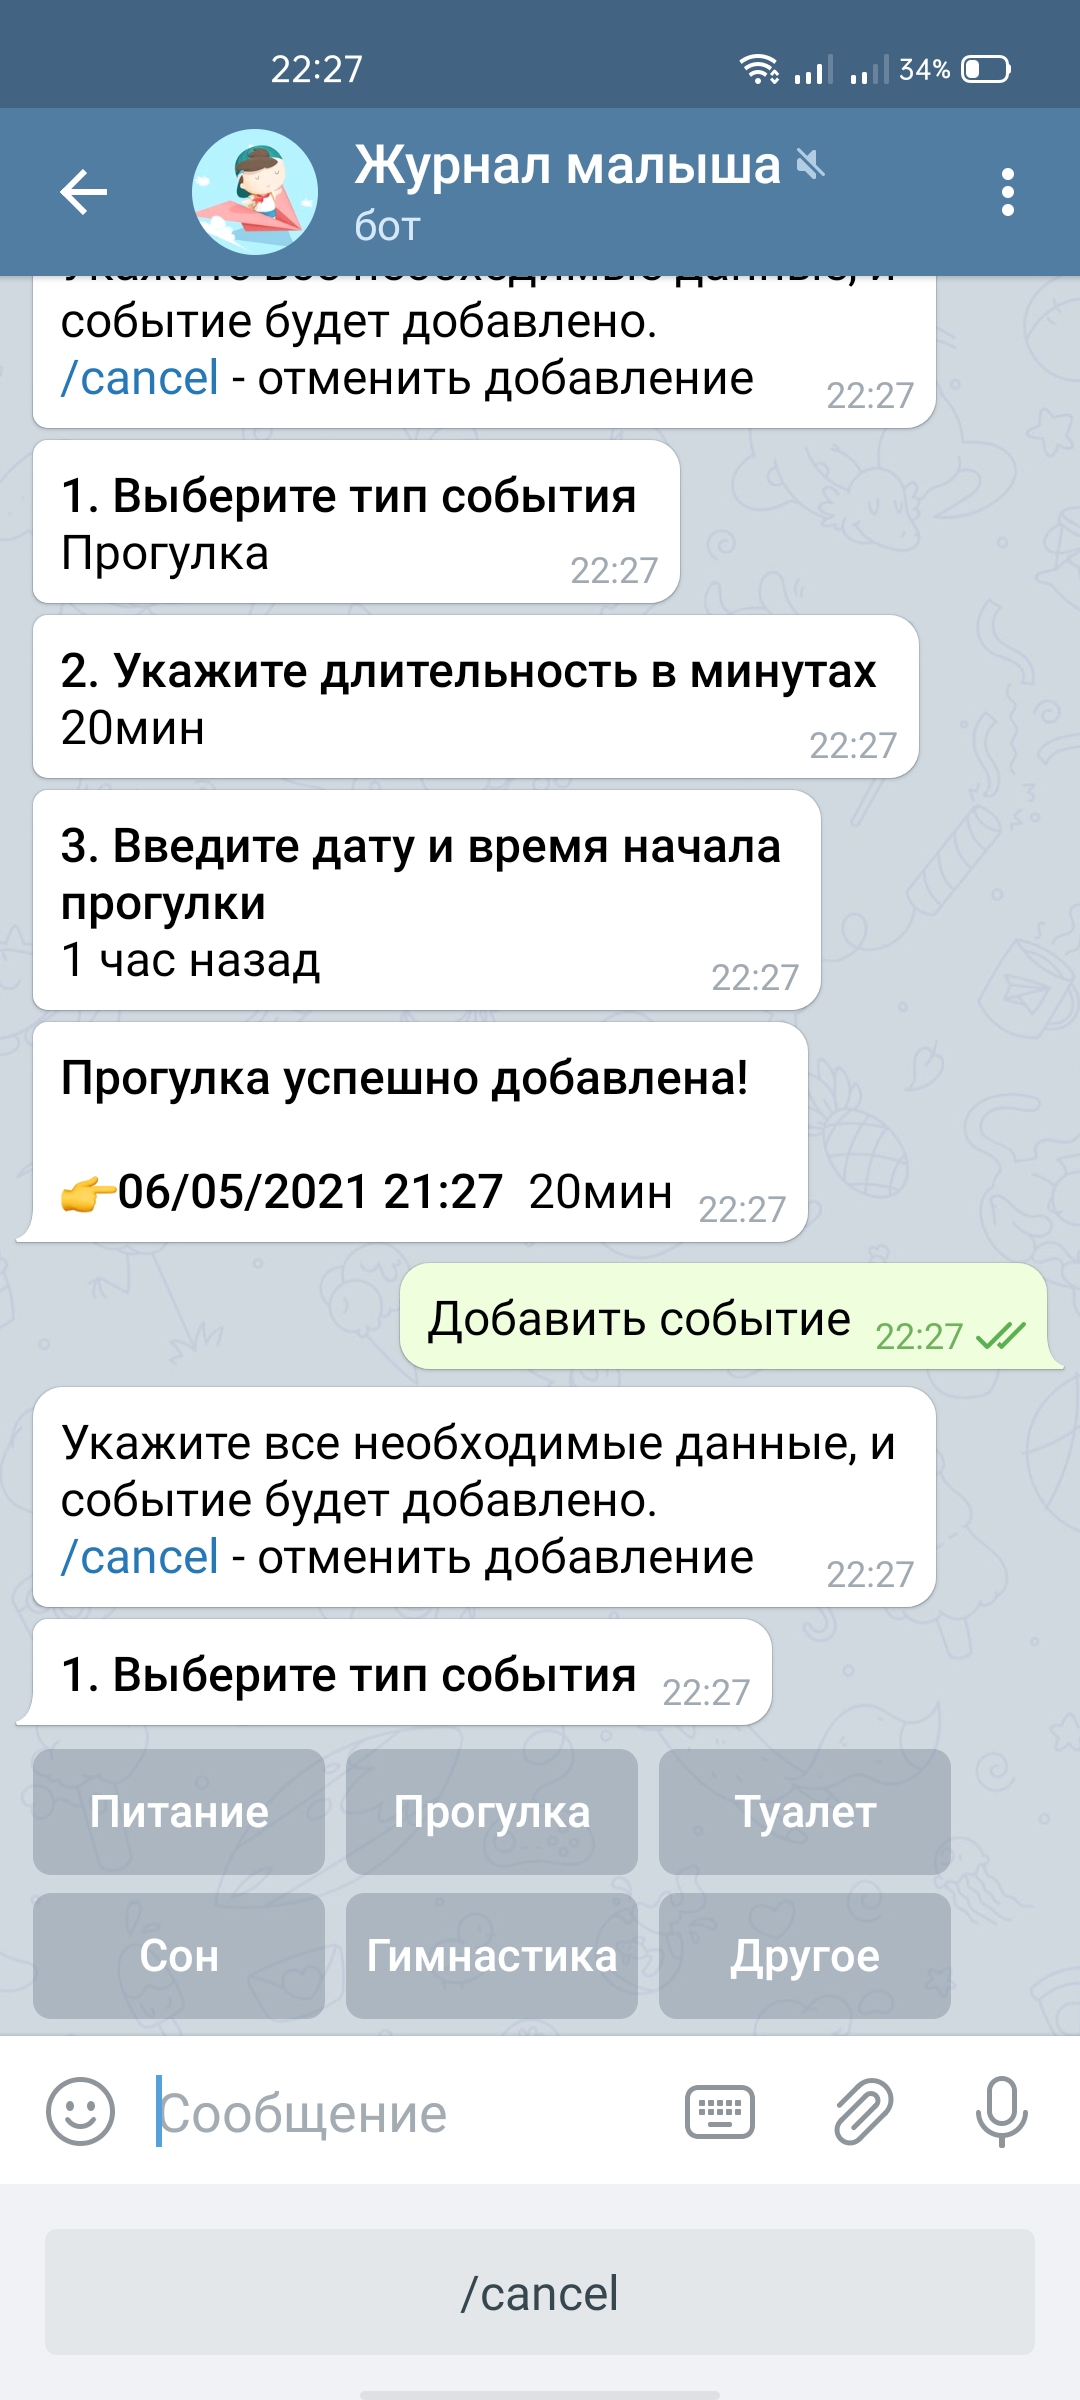 22:27
34%
Журнал малыша
бот
Укажите все необходимые данные, и
событие будет добавлено.
/cancel - отменить добавление
22:27
1. Выберите тип события
Прогулка
22:27
2. Укажите длительность в минутах
20мин
22:27
3. Введите дату и время начала
прогулки
1 час назад
22:27
Прогулка успешно добавлена!
👉06/05/2021 21:27 20мин
22:27
Добавить событие
22:27
Укажите все необходимые данные, и
событие будет добавлено.
/cancel - отменить добавление
22:27
1. Выберите тип события
22:27
Питание
Прогулка
Туалет
Сон
Гимнастика
Другое
Сообщение
/cancel